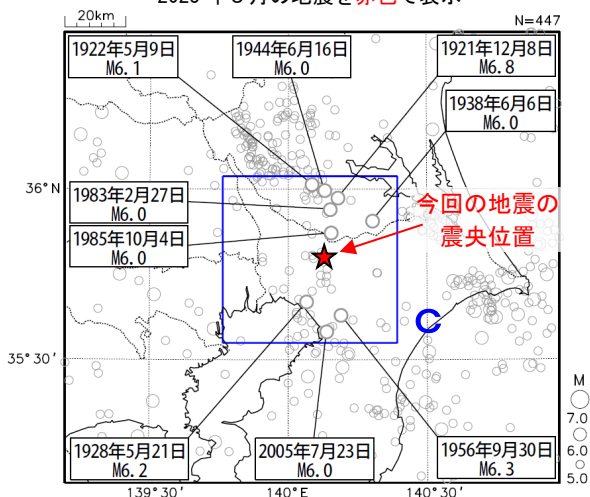 20km
N=447
1922年5月9日
M6.1
1944年6月16日
M6.0
1921年12月8日
M6.8
1938年6月6日
M6.0
36°N
1983年2月27日
M6.0
今回の地震の
震央位置
1985年10月4日
M6.0
C
35°30′
M
7.0
6.0
5.0
1928年5月21日
M6.2
2005年7月23日
M6.0
1956年9月30日
M6.3
139°30′
140°E
140°30′